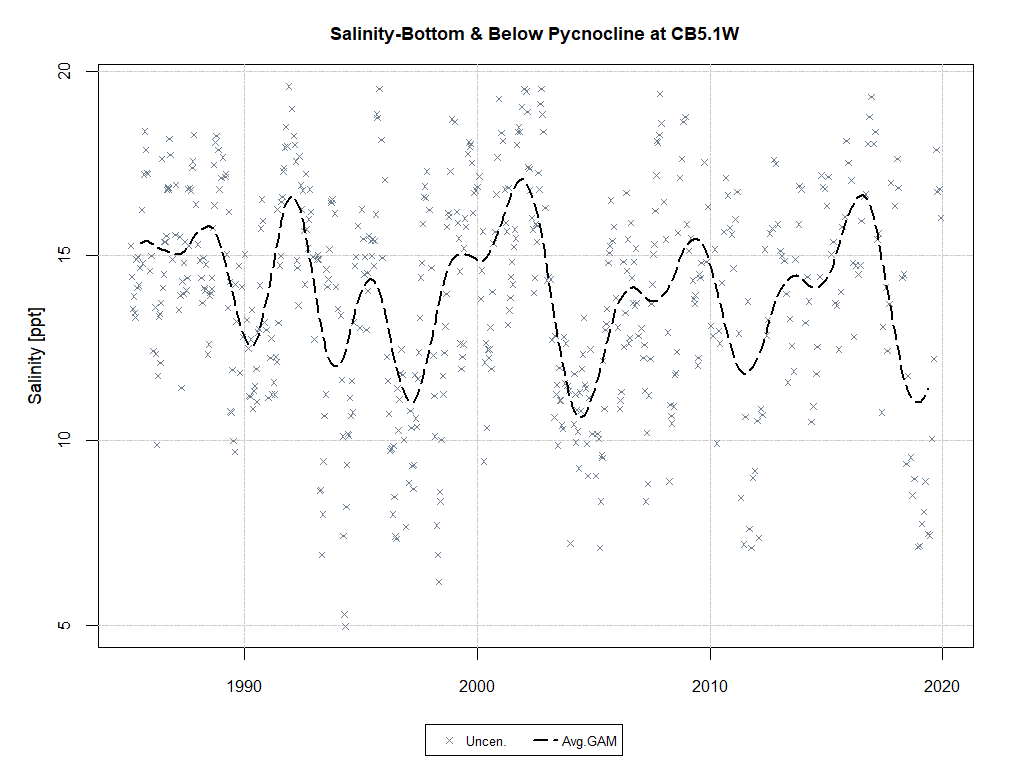 Salinity-Bottom & Below Pycnocline at CB5.1W
20
15
10
5
Salinity [ppt]
1990 2000 2010 2020
Uncen. Avg.GAM